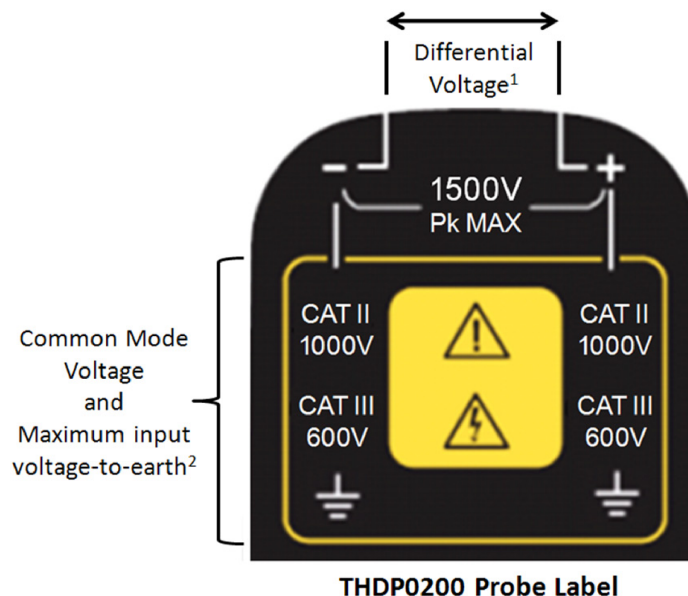 Differential
Voltage¹
- +
1500V
Pk MAX
CAT II
1000V
CAT III
600V
CAT II
1000V
CAT III
600V
Common Mode
Voltage
and
Maximum input
voltage-to-earth²
THDP0200 Probe Label